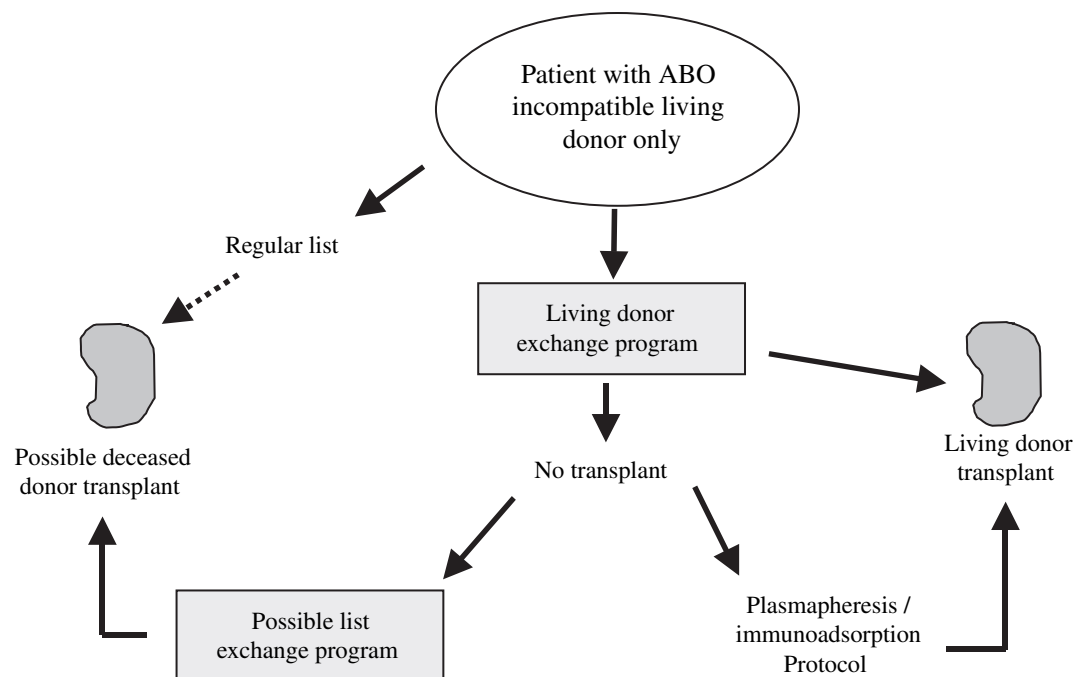 Patient with ABO
incompatible living
donor only
Regular list
Living donor
exchange program
Possible deceased
donor transplant
Living donor
transplant
No transplant
Possible list
exchange program
Plasmapheresis /
immunoadsorption
Protocol